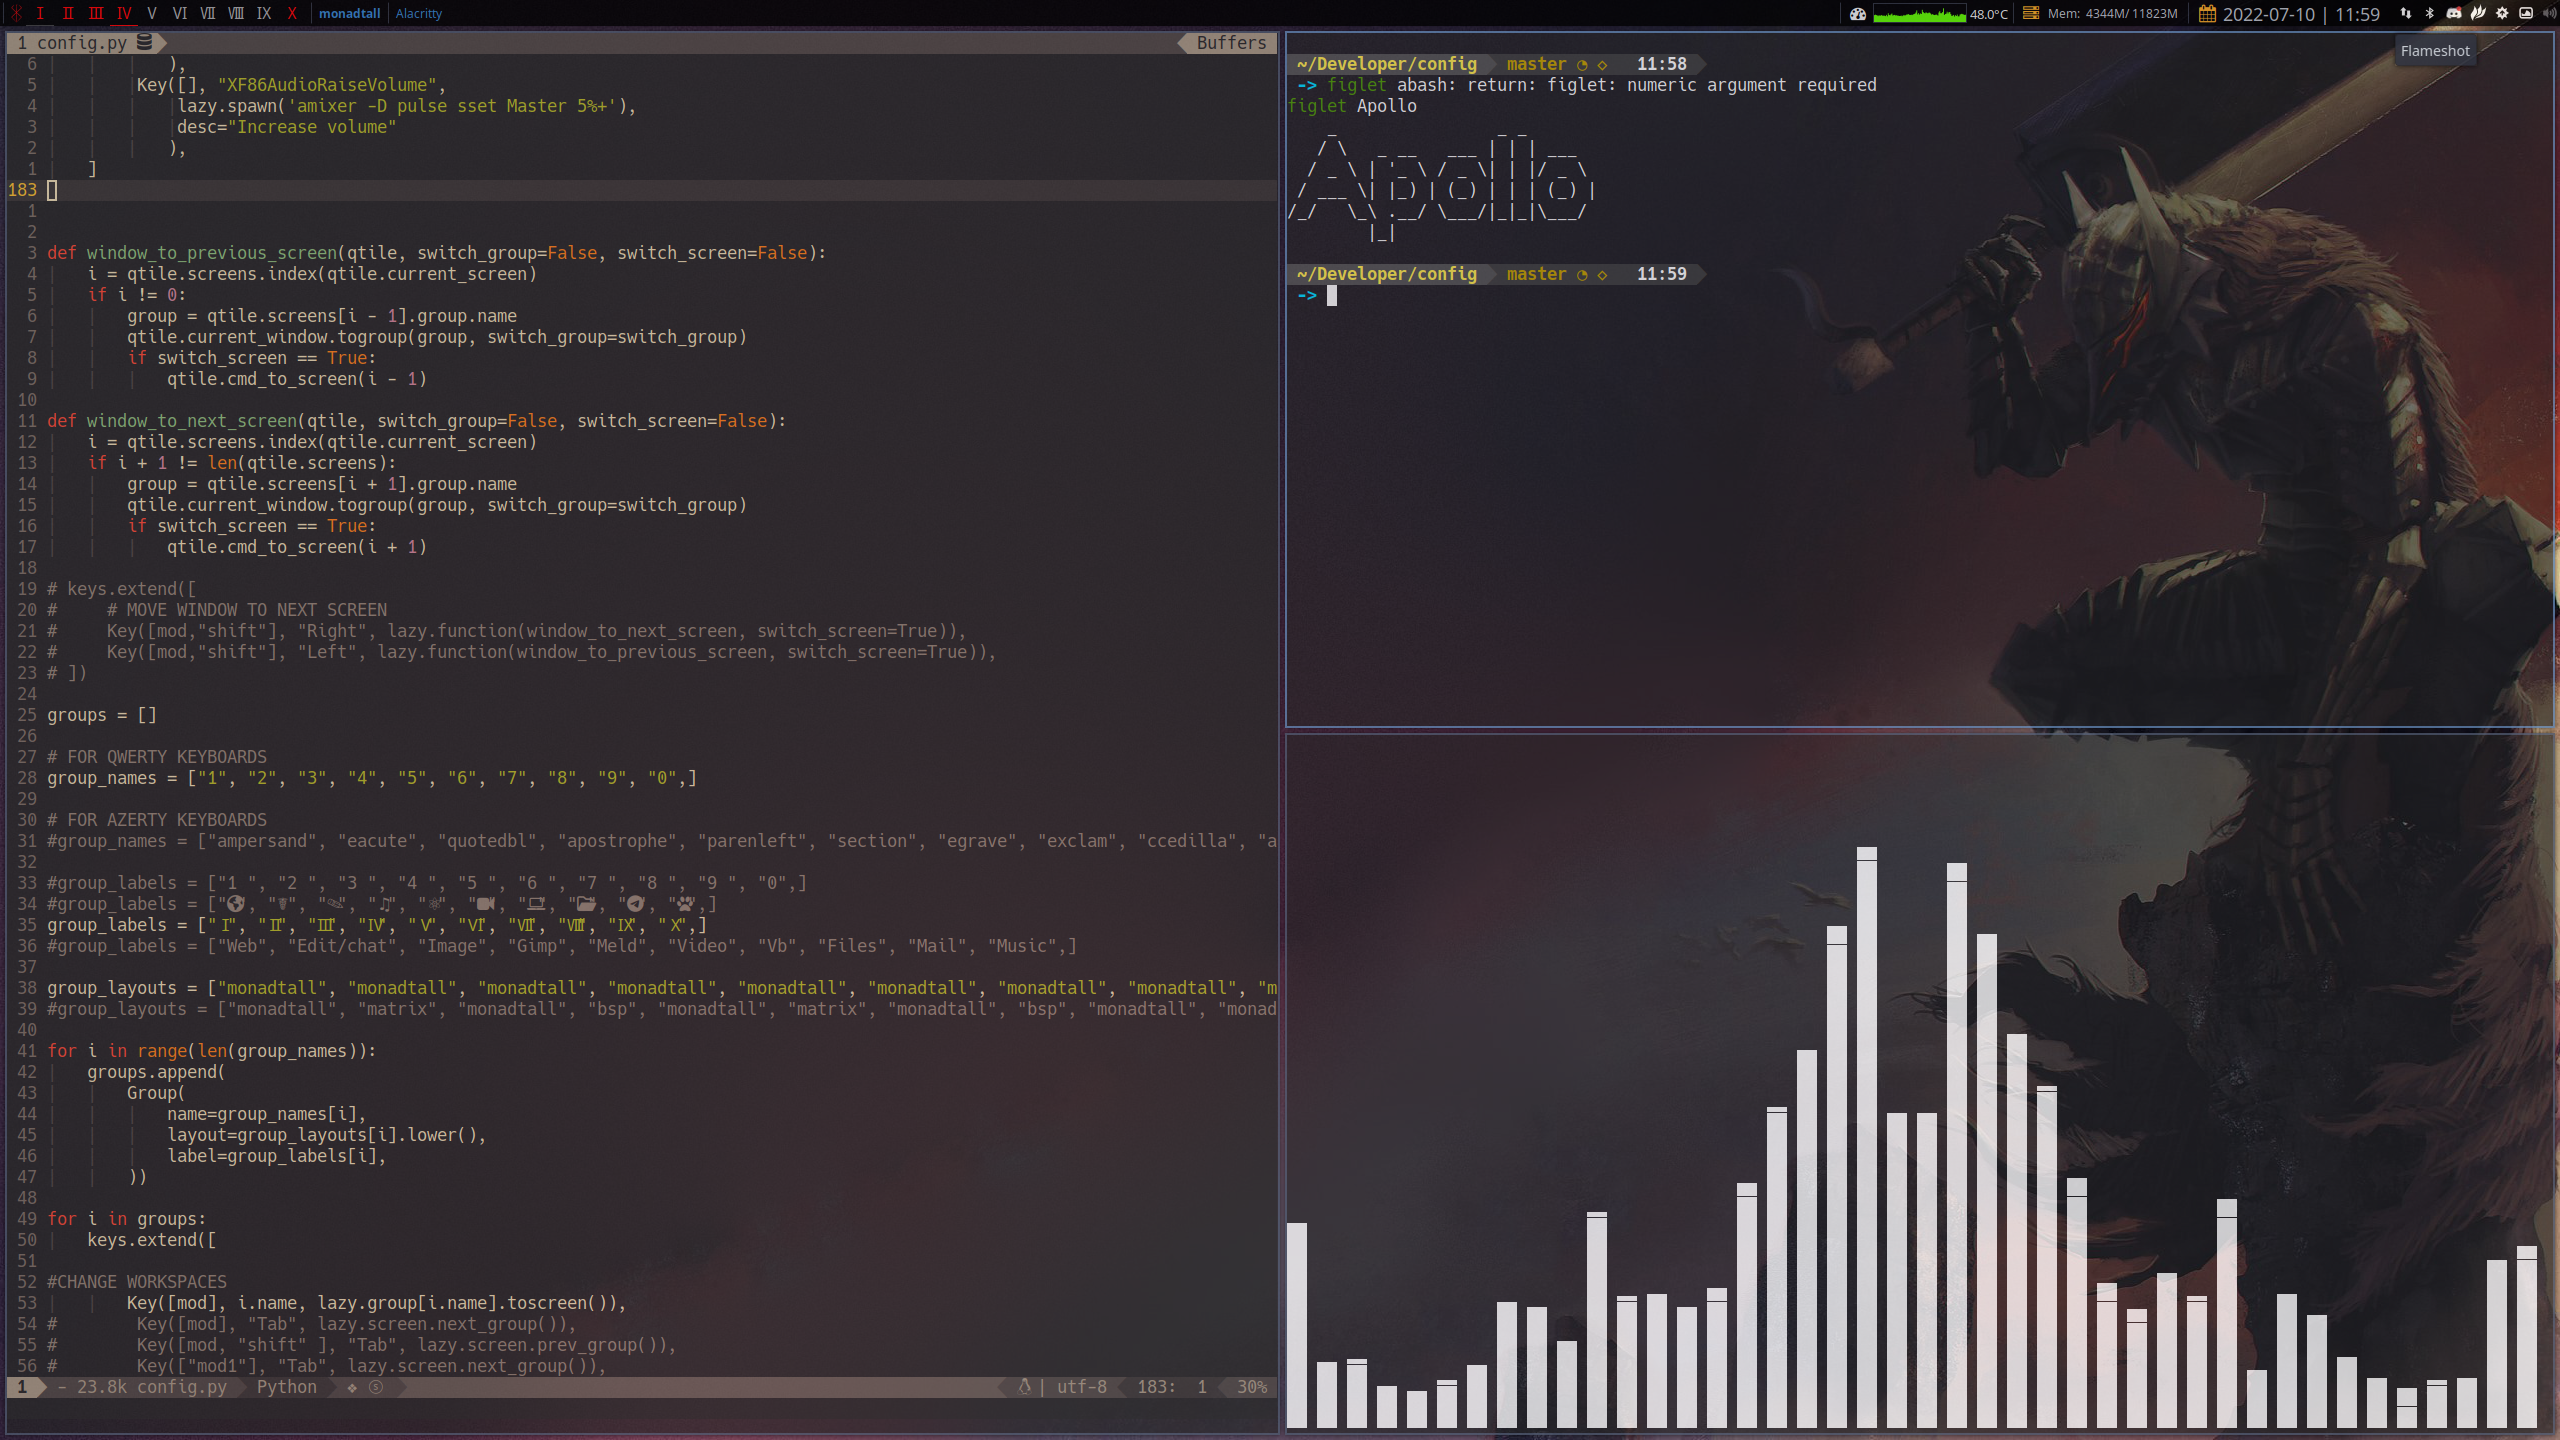 I II III IV V VI VII VIII IX X monadtall Alacritty 48.0°C Mem: 4344M/11823M 2022-07-10 | 11:59
Flameshot
1 config.py Buffers
6 ),
5 Key([], "XF86AudioRaiseVolume",
4 lazy.spawn('amixer -D pulse sset Master 5%+'),
3 desc="Increase volume"
2 ),
1 ]
183
1
2
3 def window_to_previous_screen(qtile, switch_group=False, switch_screen=False):
4 i = qtile.screens.index(qtile.current_screen)
5 if i != 0:
6 group = qtile.screens[i - 1].group.name
7 qtile.current_window.togroup(group, switch_group=switch_group)
8 if switch_screen == True:
9 qtile.cmd_to_screen(i - 1)
10
11 def window_to_next_screen(qtile, switch_group=False, switch_screen=False):
12 i = qtile.screens.index(qtile.current_screen)
13 if i + 1 != len(qtile.screens):
14 group = qtile.screens[i + 1].group.name
15 qtile.current_window.togroup(group, switch_group=switch_group)
16 if switch_screen == True:
17 qtile.cmd_to_screen(i + 1)
18
19 # keys.extend([
20 # # MOVE WINDOW TO NEXT SCREEN
21 # Key([mod,"shift"], "Right", lazy.function(window_to_next_screen, switch_screen=True)),
22 # Key([mod,"shift"], "Left", lazy.function(window_to_previous_screen, switch_screen=True)),
23 # ])
24
25 groups = []
26
27 # FOR QWERTY KEYBOARDS
28 group_names = ["1", "2", "3", "4", "5", "6", "7", "8", "9", "0",]
29
30 # FOR AZERTY KEYBOARDS
31 #group_names = ["ampersand", "eacute", "quotedbl", "apostrophe", "parenleft", "section", "egrave", "exclam", "ccedilla", "a
32
33 #group_labels = ["1 ", "2 ", "3 ", "4 ", "5 ", "6 ", "7 ", "8 ", "9 ", "0",]
34 #group_labels = ["", "", "", "", "", "", "", "", "", "",]
35 group_labels = ["Ⅰ", "Ⅱ", "Ⅲ", "Ⅳ", "Ⅴ", "Ⅵ", "Ⅶ", "Ⅷ", "Ⅸ", "Ⅹ",]
36 #group_labels = ["Web", "Edit/chat", "Image", "Gimp", "Meld", "Video", "Vb", "Files", "Mail", "Music",]
37
38 group_layouts = ["monadtall", "monadtall", "monadtall", "monadtall", "monadtall", "monadtall", "monadtall", "monadtall", "m
39 #group_layouts = ["monadtall", "matrix", "monadtall", "bsp", "monadtall", "matrix", "monadtall", "bsp", "monadtall", "monad
40
41 for i in range(len(group_names)):
42 groups.append(
43 Group(
44 name=group_names[i],
45 layout=group_layouts[i].lower(),
46 label=group_labels[i],
47 ))
48
49 for i in groups:
50 keys.extend([
51
52 #CHANGE WORKSPACES
53 Key([mod], i.name, lazy.group[i.name].toscreen()),
54 # Key([mod], "Tab", lazy.screen.next_group()),
55 # Key([mod, "shift" ], "Tab", lazy.screen.prev_group()),
56 # Key(["mod1"], "Tab", lazy.screen.next_group()),
1 - 23.8k config.py Python | utf-8 183: 1 30%
~/Developer/config master 11:58
-> figlet abash: return: figlet: numeric argument required
figlet Apollo
Apollo
~/Developer/config master 11:59
->